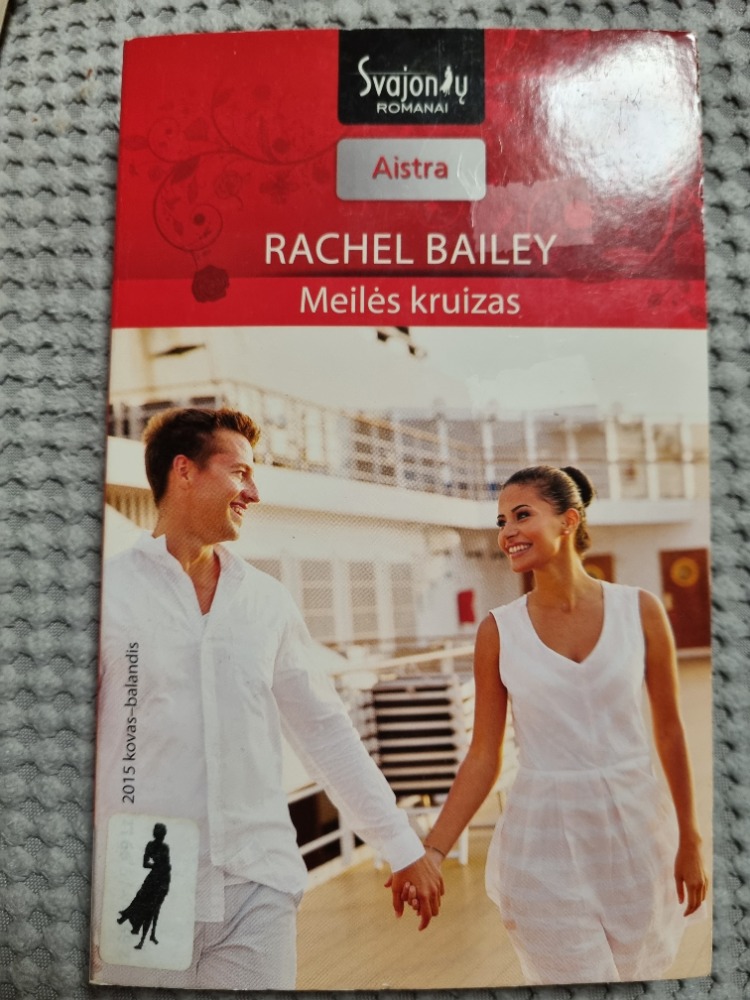 Svajonių
ROMANAI
Aistra
RACHEL BAILEY
Meilės kruizas
2015 kovas–balandis